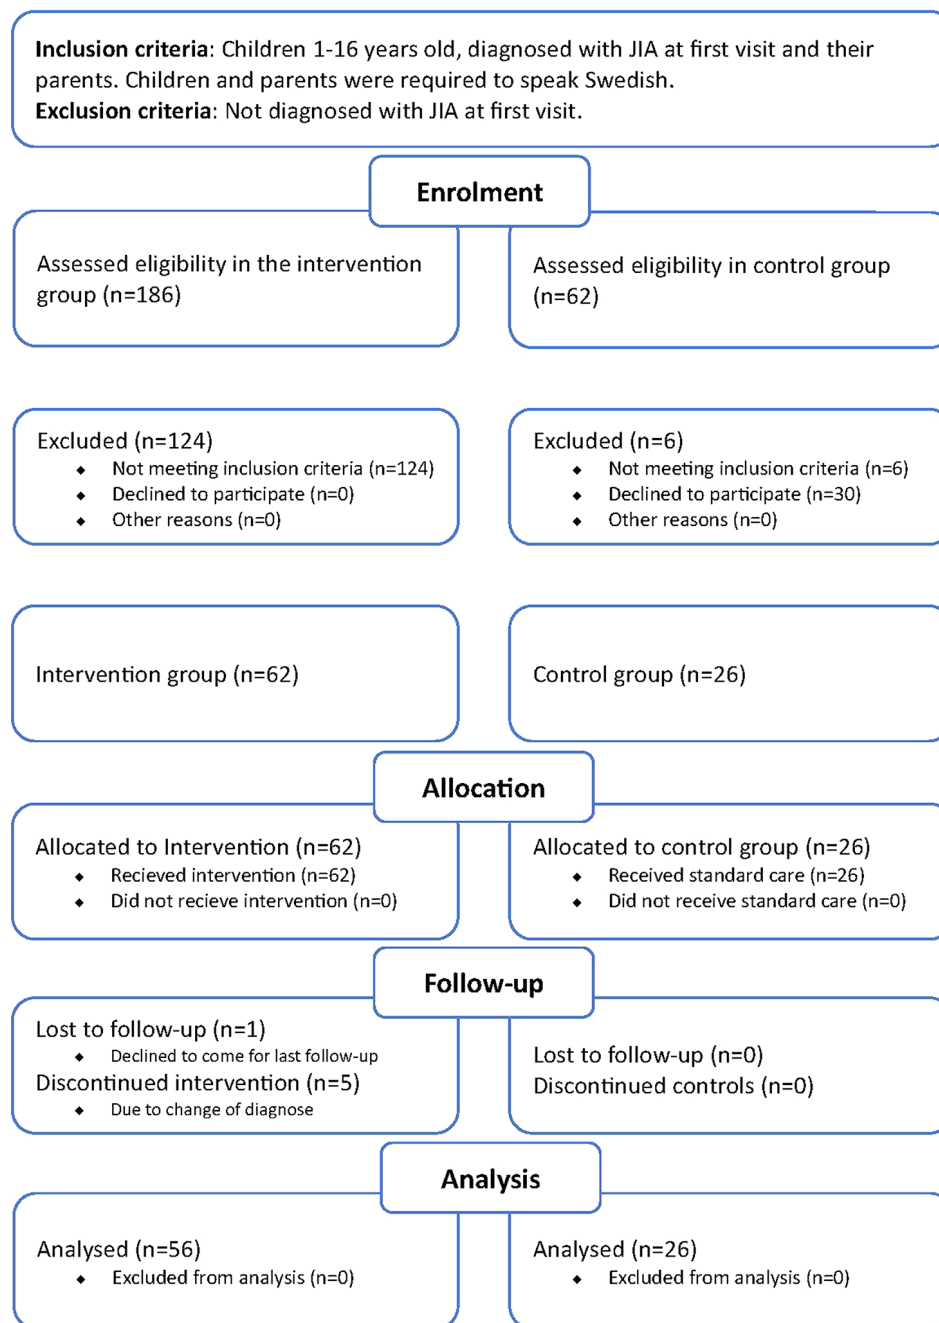 Inclusion criteria: Children 1-16 years old, diagnosed with JIA at first visit and their
parents. Children and parents were required to speak Swedish.
Exclusion criteria: Not diagnosed with JIA at first visit.
Enrolment
Assessed eligibility in the intervention
group (n=186)
Assessed eligibility in control group
(n=62)
Excluded (n=124)
◆ Not meeting inclusion criteria (n=124)
◆ Declined to participate (n=0)
◆ Other reasons (n=0)
Excluded (n=6)
◆ Not meeting inclusion criteria (n=6)
◆ Declined to participate (n=30)
◆ Other reasons (n=0)
Intervention group (n=62)
Control group (n=26)
Allocation
Allocated to Intervention (n=62)
◆ Recieved intervention (n=62)
◆ Did not recieve intervention (n=0)
Allocated to control group (n=26)
◆ Received standard care (n=26)
◆ Did not receive standard care (n=0)
Follow-up
Lost to follow-up (n=1)
◆ Declined to come for last follow-up
Discontinued intervention (n=5)
◆ Due to change of diagnose
Lost to follow-up (n=0)
Discontinued controls (n=0)
Analysis
Analysed (n=56)
◆ Excluded from analysis (n=0)
Analysed (n=26)
◆ Excluded from analysis (n=0)